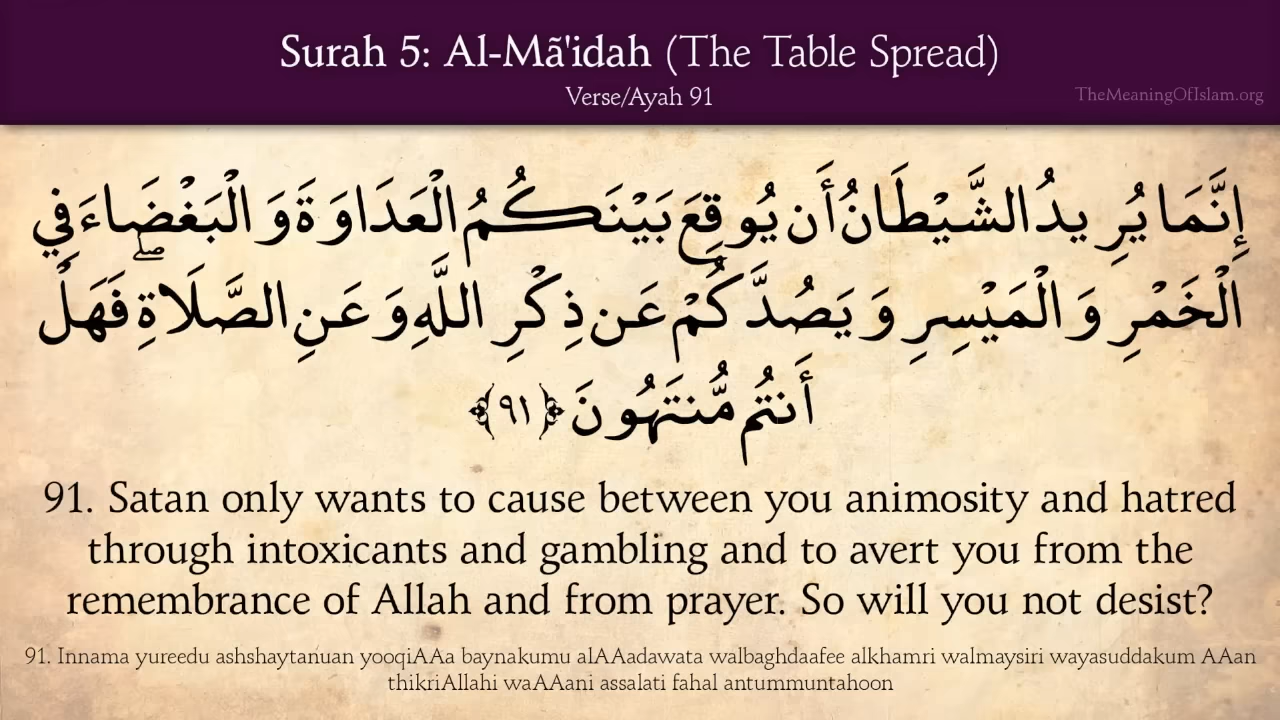 Surah 5: Al-Mã'idah (The Table Spread)
Verse/Ayah 91
TheMeaningOfIslam.org
إِنَّمَا يُرِيدُ الشَّيْطَانُ أَن يُوقِعَ بَيْنَكُمُ الْعَدَاوَةَ وَالْبَغْضَاءَ فِي
الْخَمْرِ وَالْمَيْسِرِ وَيَصُدَّكُمْ عَن ذِكْرِ اللَّهِ وَعَنِ الصَّلَاةِ ۖ فَهَلْ
أَنتُم مُّنتَهُونَ ﴿٩١﴾
91. Satan only wants to cause between you animosity and hatred
through intoxicants and gambling and to avert you from the
remembrance of Allah and from prayer. So will you not desist?
91. Innama yureedu ashshaytanuan yooqiAAa baynakumu alAAadawata walbaghdaafee alkhamri walmaysiri wayasuddakum AAan
thikriAllahi waAAani assalati fahal antummuntahoon